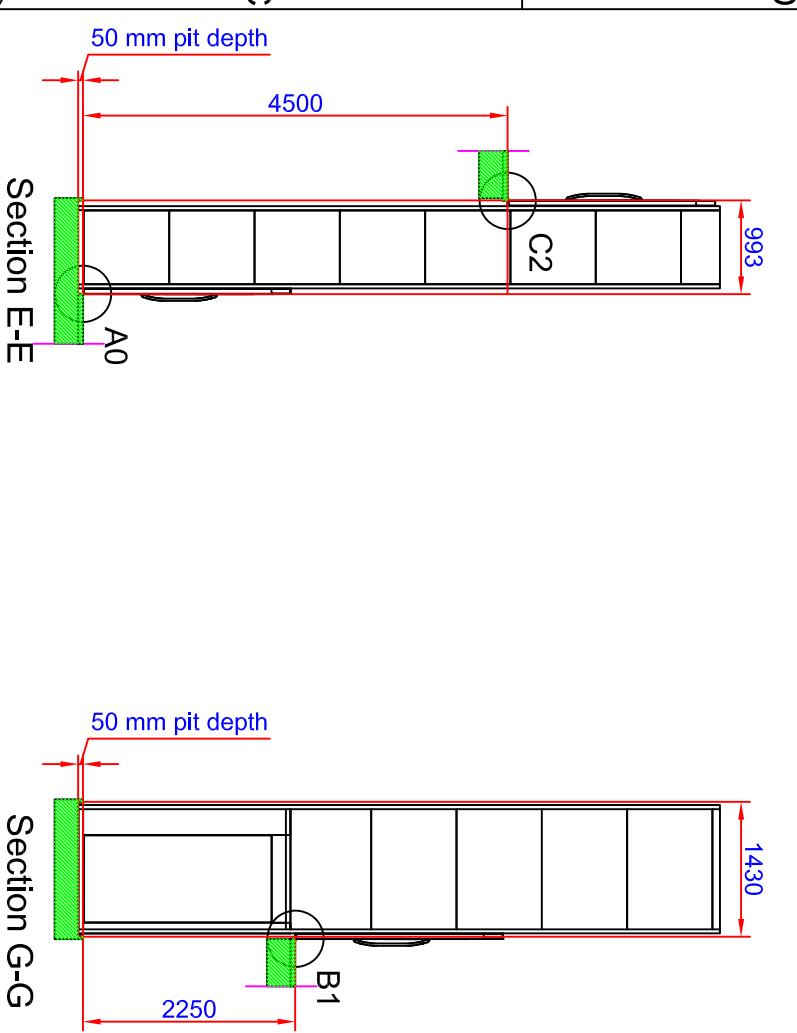 50 mm pit depth
4500
993
C2
A0
Section E-E
50 mm pit depth
1430
B1
2250
Section G-G